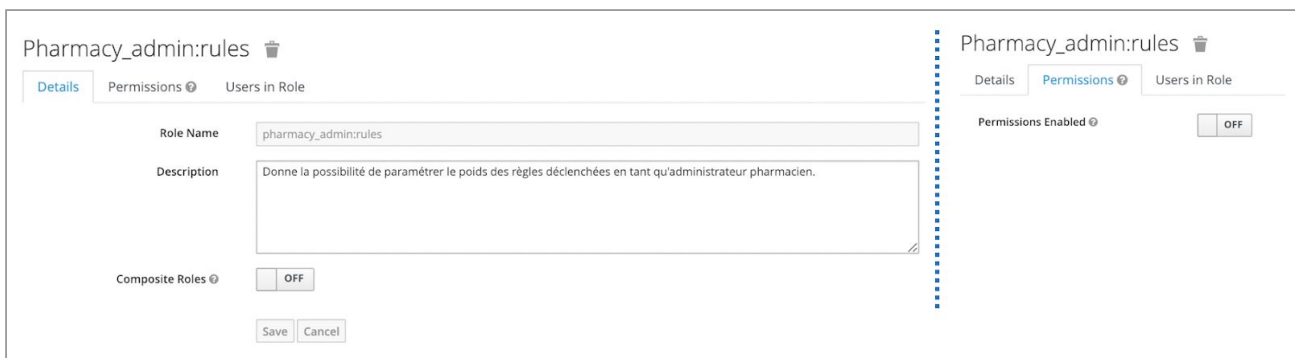 Pharmacy_admin:rules
Details Permissions Users in Role
Role Name pharmacy_admin:rules
Description Donne la possibilité de paramétrer le poids des règles déclenchées en tant qu'administrateur pharmacien.
Composite Roles OFF
Save Cancel
Pharmacy_admin:rules
Details Permissions Users in Role
Permissions Enabled OFF